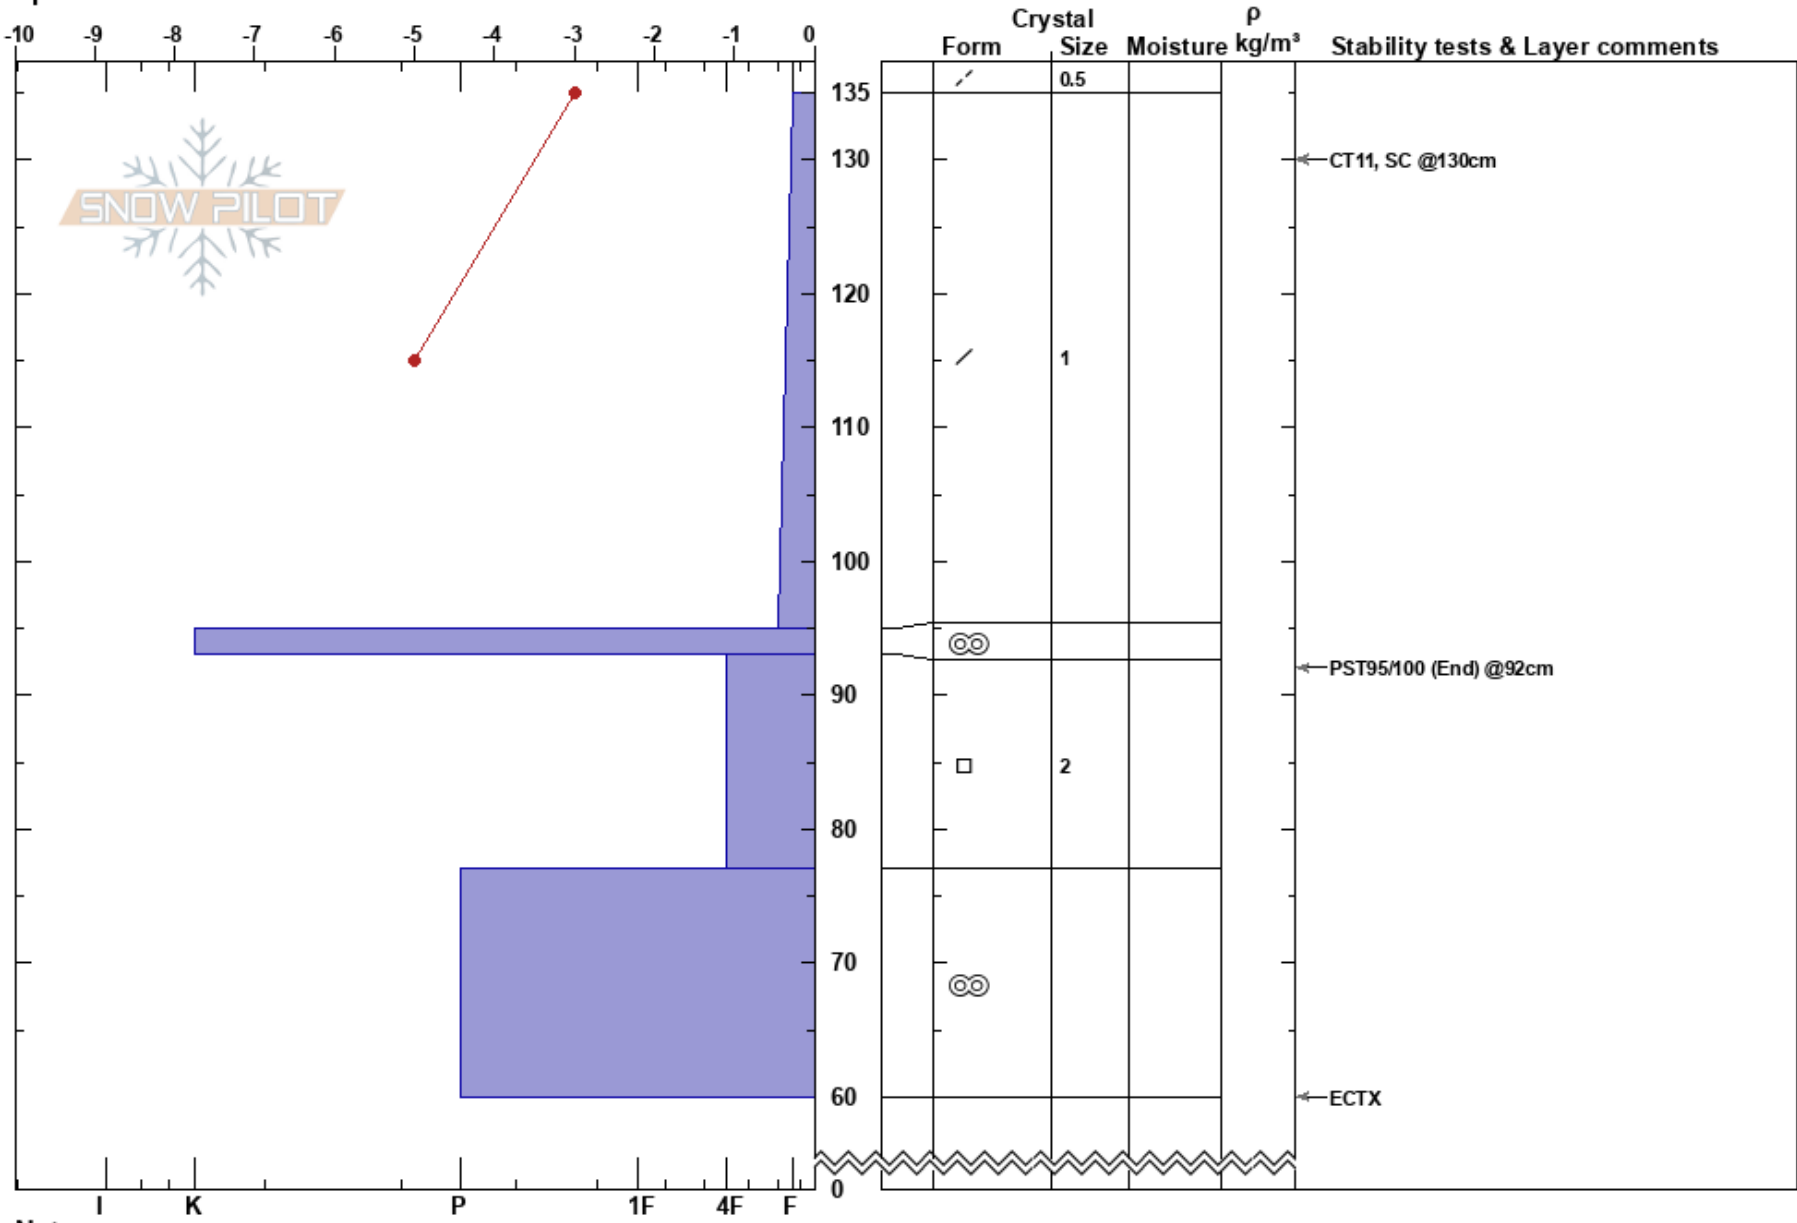 Crystal ρ
-10 -9 -8 -7 -6 -5 -4 -3 -2 -1 0 Form Size Moisture kg/m³ Stability tests & Layer comments
0.5
135
130 CT11, SC @130cm
SNOW PILOT
120
1
110
100
90 PST95/100 (End) @92cm
2
80
70
60 ECTX
0
I K P 1F 4F F